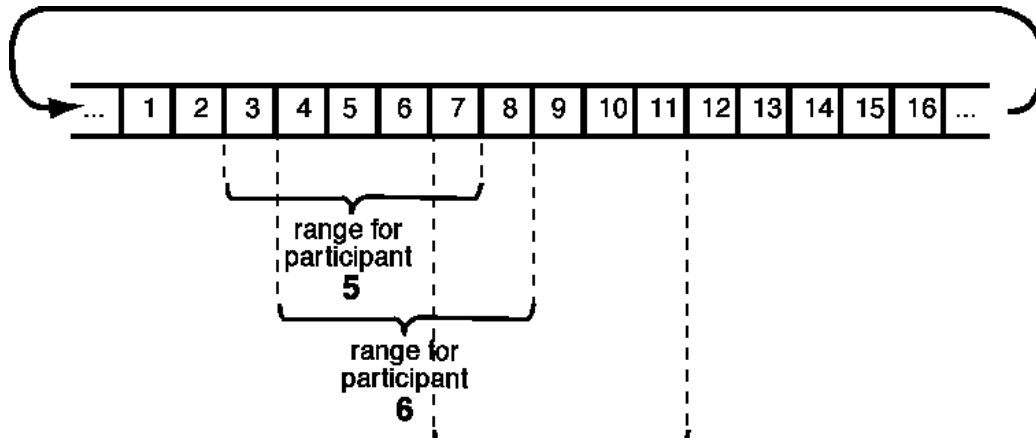 ... 1 2 3 4 5 6 7 8 9 10 11 12 13 14 15 16 ...
range for
participant
5
range for
participant
6